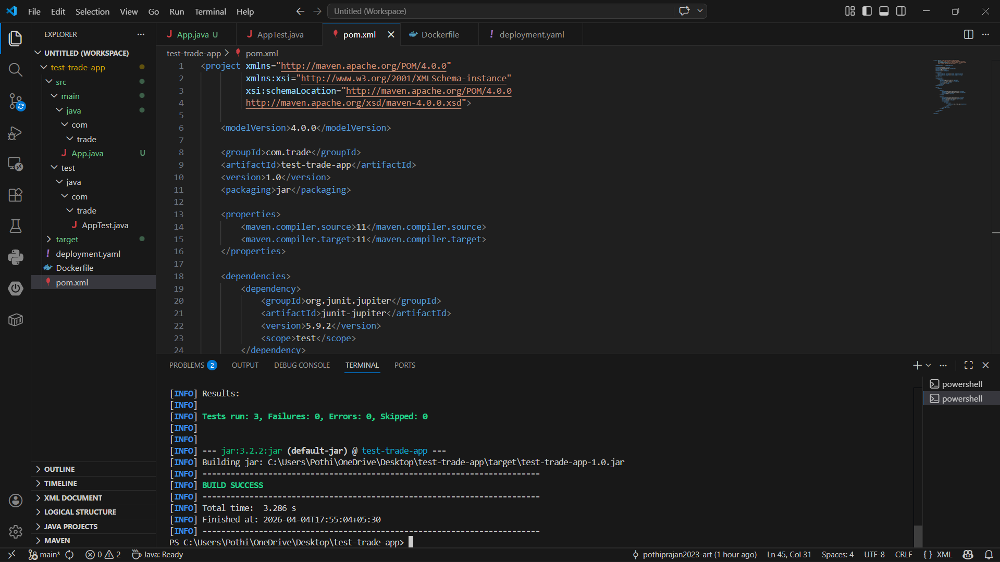 File Edit Selection View Go Run Terminal Help
Untitled (Workspace)
EXPLORER
UNTITLED (WORKSPACE)
test-trade-app
src
main
java
com
trade
App.java U
test
java
com
trade
AppTest.java
target
deployment.yaml
Dockerfile
pom.xml
OUTLINE
TIMELINE
XML DOCUMENT
LOGICAL STRUCTURE
JAVA PROJECTS
MAVEN
App.java U AppTest.java pom.xml Dockerfile deployment.yaml
test-trade-app > pom.xml
1 <project xmlns="http://maven.apache.org/POM/4.0.0"
2 xmlns:xsi="http://www.w3.org/2001/XMLSchema-instance"
3 xsi:schemaLocation="http://maven.apache.org/POM/4.0.0
4 http://maven.apache.org/xsd/maven-4.0.0.xsd">
5
6 <modelVersion>4.0.0</modelVersion>
7
8 <groupId>com.trade</groupId>
9 <artifactId>test-trade-app</artifactId>
10 <version>1.0</version>
11 <packaging>jar</packaging>
12
13 <properties>
14 <maven.compiler.source>11</maven.compiler.source>
15 <maven.compiler.target>11</maven.compiler.target>
16 </properties>
17
18 <dependencies>
19 <dependency>
20 <groupId>org.junit.jupiter</groupId>
21 <artifactId>junit-jupiter</artifactId>
22 <version>5.9.2</version>
23 <scope>test</scope>
24 </dependency>
PROBLEMS 2 OUTPUT DEBUG CONSOLE TERMINAL PORTS
[INFO] Results:
[INFO]
[INFO] Tests run: 3, Failures: 0, Errors: 0, Skipped: 0
[INFO]
[INFO]
[INFO] --- jar:3.2.2:jar (default-jar) @ test-trade-app ---
[INFO] Building jar: C:\Users\Pothi\OneDrive\Desktop\test-trade-app\target\test-trade-app-1.0.jar
[INFO] ------------------------------------------------------------------------
[INFO] BUILD SUCCESS
[INFO] ------------------------------------------------------------------------
[INFO] Total time:  3.286 s
[INFO] Finished at: 2026-04-04T17:55:04+05:30
[INFO] ------------------------------------------------------------------------
PS C:\Users\Pothi\OneDrive\Desktop\test-trade-app>
powershell
powershell
main* 0 2 Java: Ready pothiprajan2023-art (1 hour ago) Ln 45, Col 31 Spaces: 4 UTF-8 CRLF {} XML